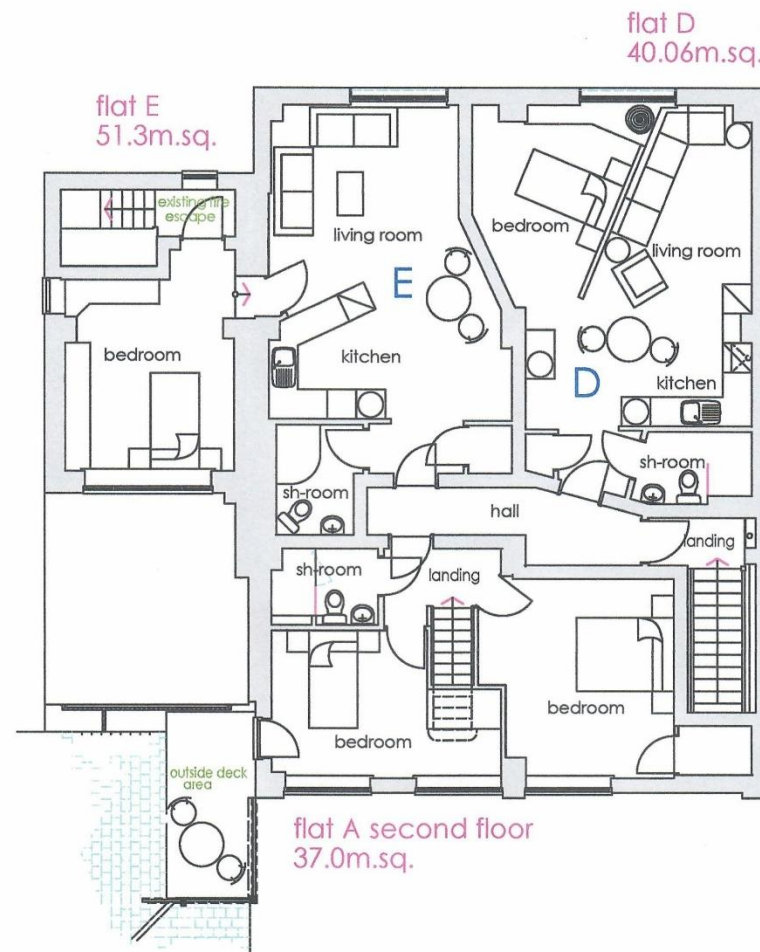 flat D
40.06m.sq.
flat E
51.3m.sq.
existing fire
escape
living room
bedroom
living room
E
bedroom
kitchen
D
kitchen
sh-room
sh-room
hall
landing
sh-room
landing
bedroom
bedroom
outside deck
area
flat A second floor
37.0m.sq.